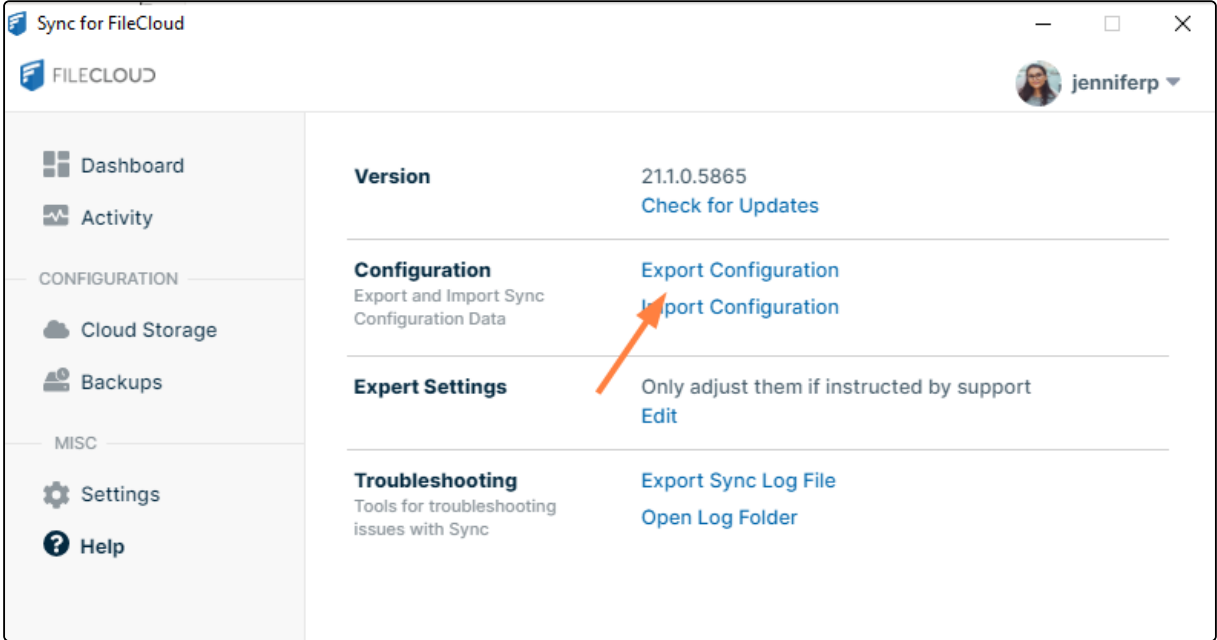 Sync for FileCloud
FILECLOUD
jenniferp
Dashboard
Activity
CONFIGURATION
Cloud Storage
Backups
MISC
Settings
Help
Version
21.1.0.5865
Check for Updates
Configuration
Export and Import Sync
Configuration Data
Export Configuration
Import Configuration
Expert Settings
Only adjust them if instructed by support
Edit
Troubleshooting
Tools for troubleshooting
issues with Sync
Export Sync Log File
Open Log Folder